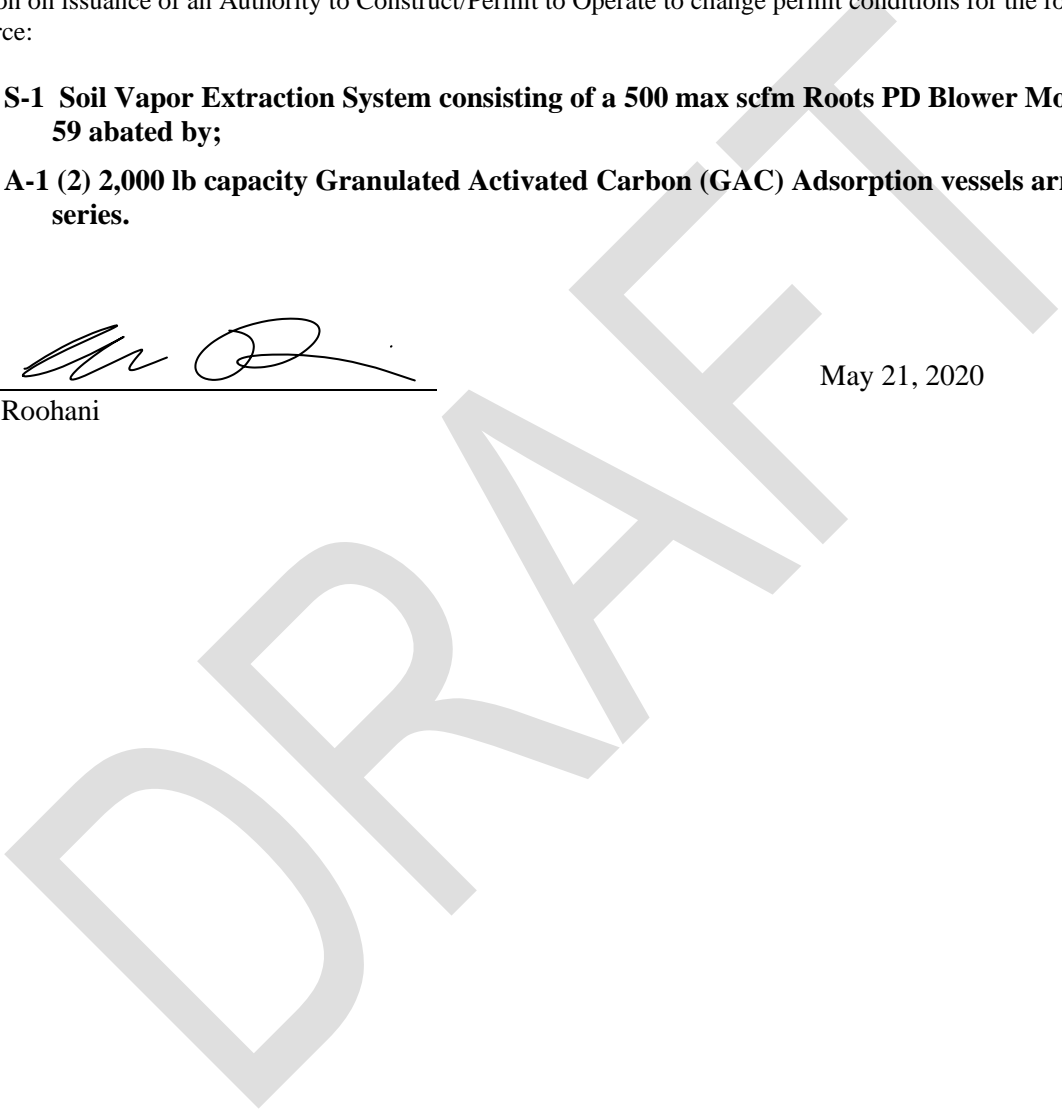 on on issuance of an Authority to Construct/Permit to Operate to change permit conditions for the fo
rce:
S-1 Soil Vapor Extraction System consisting of a 500 max scfm Roots PD Blower Mo
59 abated by;
A-1 (2) 2,000 lb capacity Granulated Activated Carbon (GAC) Adsorption vessels arr
series.
May 21, 2020
Roohani
DRAFT